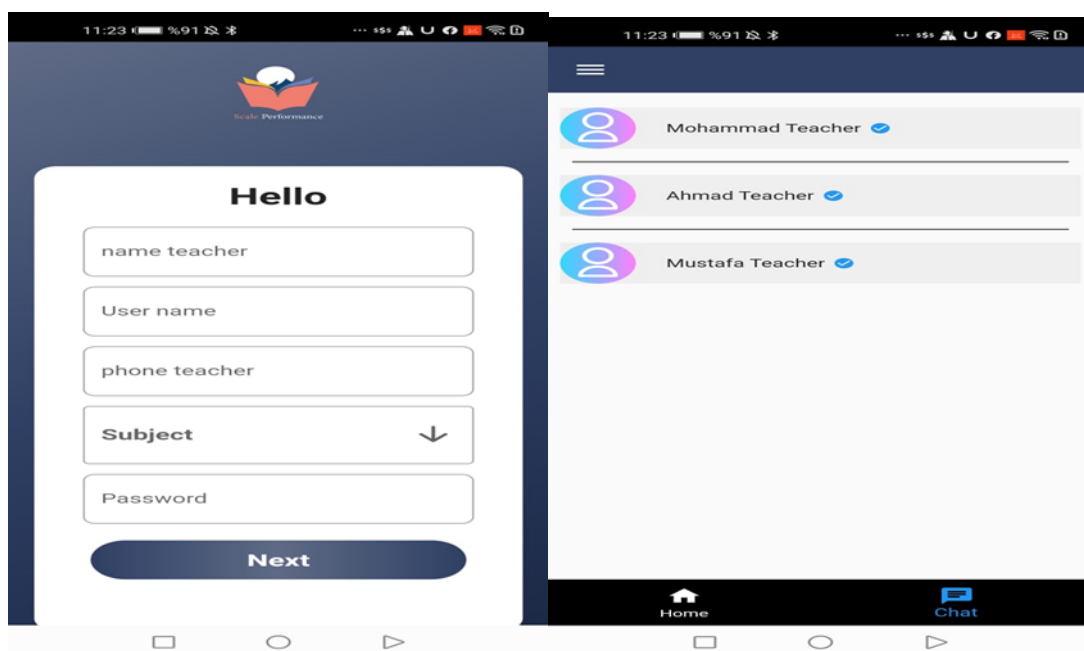 11:23 %91
... $$$
Scale Performance
Hello
name teacher
User name
phone teacher
Subject
Password
Next
11:23 %91
... $$$
Mohammad Teacher
Ahmad Teacher
Mustafa Teacher
Home
Chat